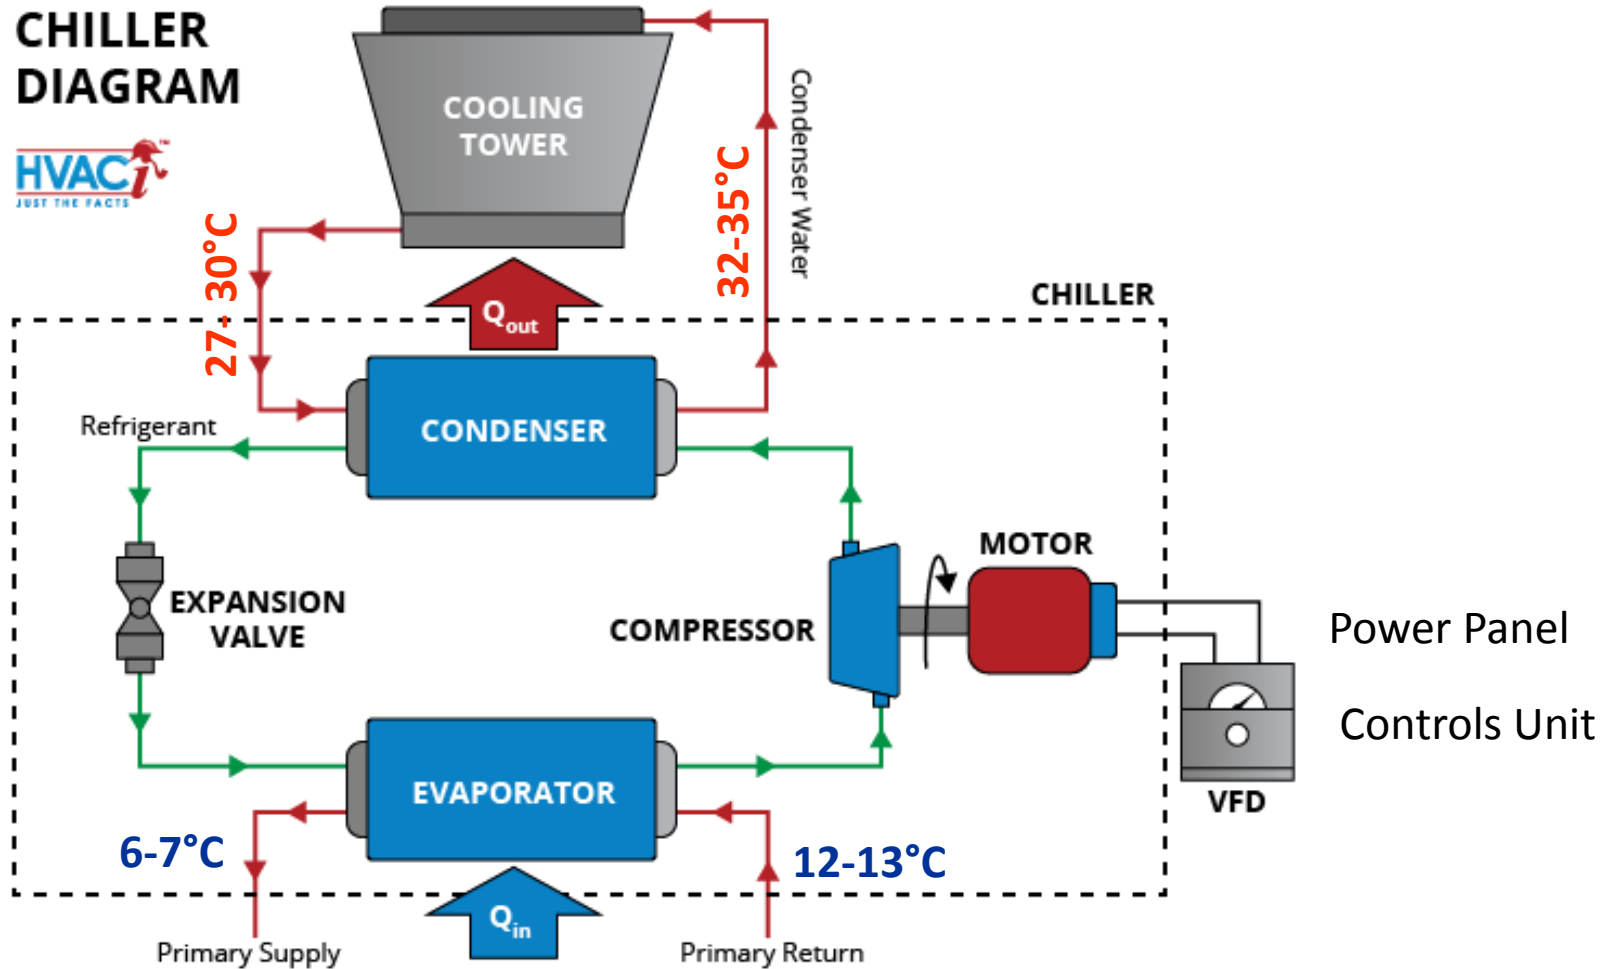 CHILLER
DIAGRAM
HVACi™
JUST THE FACTS
COOLING
TOWER
Condenser Water
32-35°C
27- 30°C
Qout
CHILLER
CONDENSER
Refrigerant
MOTOR
EXPANSION
VALVE
COMPRESSOR
Power Panel
Controls Unit
VFD
EVAPORATOR
6-7°C
12-13°C
Qin
Primary Supply
Primary Return